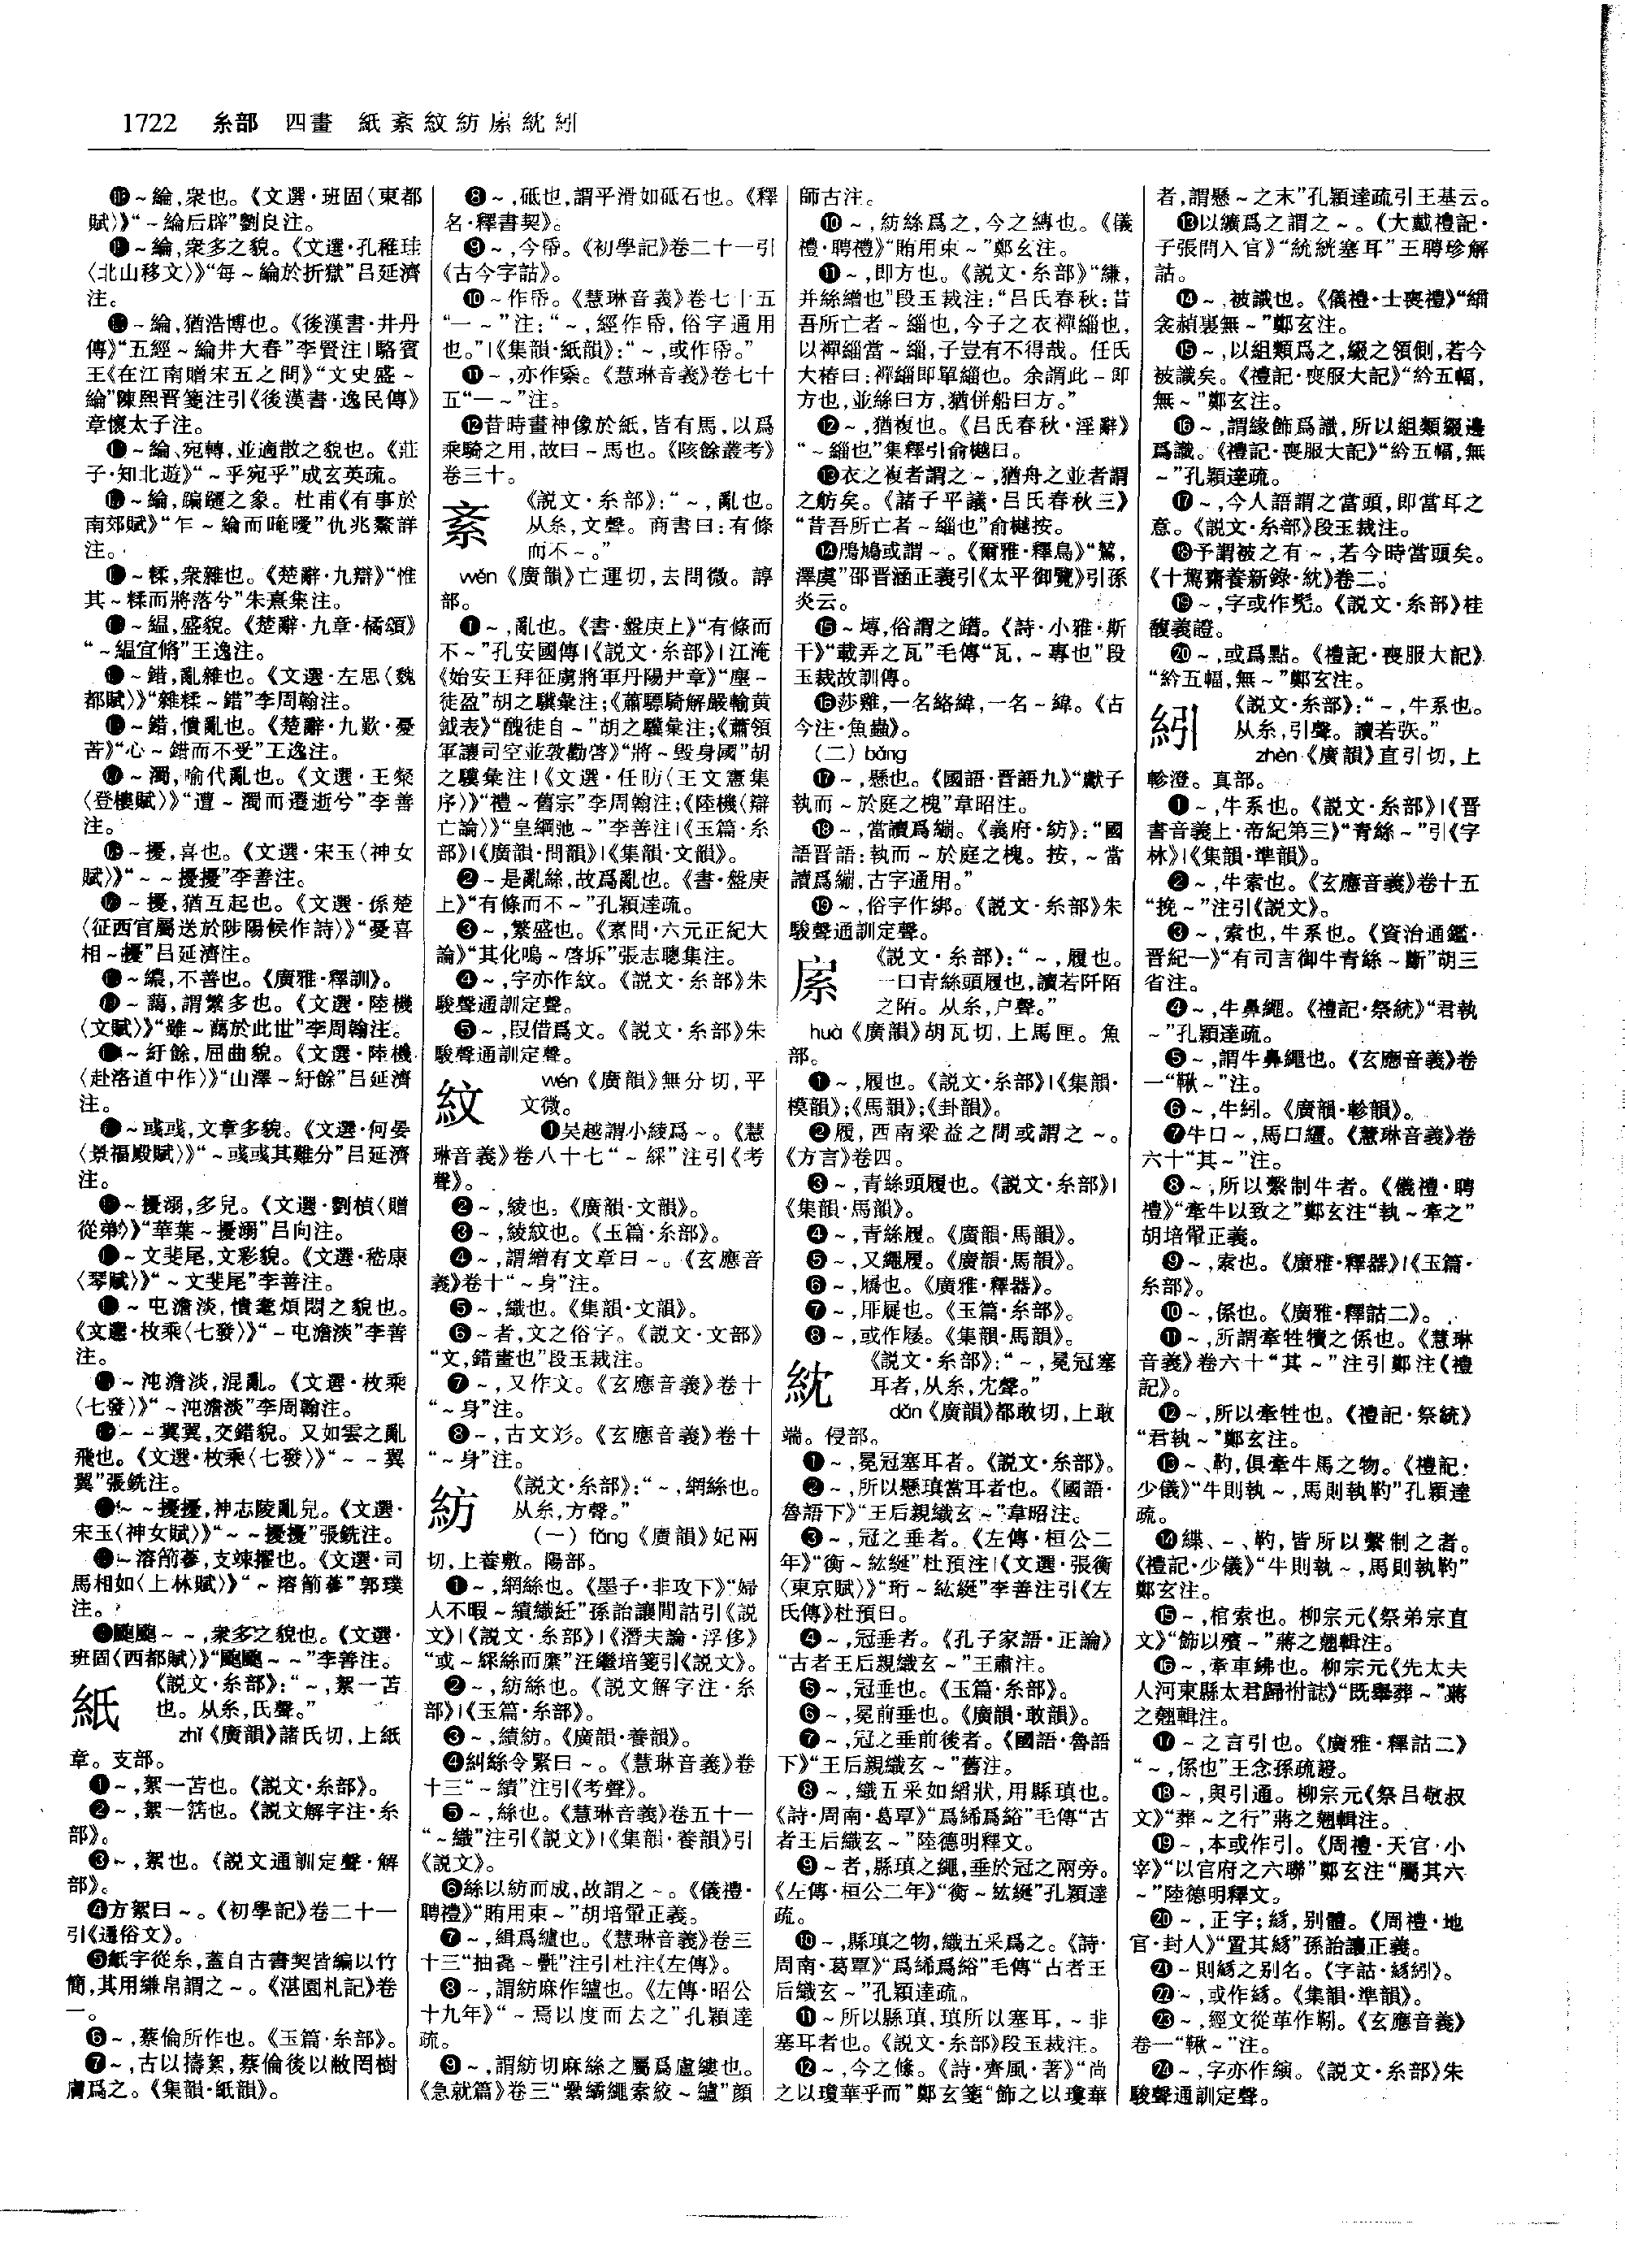 1722 糸部 四畫 紙紊紋紡䊾紞紖
～綸,衆也。《文選·班固〈東都
賦〉》“～綸后辟”劉良注。
～綸,衆多之貌。《文選·孔稚珪
〈北山移文〉》“每～綸於折獄”吕延濟
注。
～綸,猶浩博也。《後漢書·井丹
傳》“五經～綸井大春”李賢注|駱賓
王《在江南贈宋五之問》“文史盛～
綸”陳熙晋箋注引《後漢書·逸民傳》
章懷太子注。
～綸、宛轉,並適散之貌也。《莊
子·知北遊》“～乎宛乎”成玄英疏。
～綸,蹁躚之象。杜甫《有事於
南郊賦》“乍～綸而晻曖”仇兆鰲詳
注。
～糅,衆雜也。《楚辭·九辯》“惟
其～糅而將落兮”朱熹集注。
～緼,盛貌。《楚辭·九章·橘頌》
“～緼宜脩”王逸注。
～錯,亂雜也。《文選·左思〈魏
都賦〉》“雜糅～錯”李周翰注。
～錯,憒亂也。《楚辭·九歎·憂
苦》“心～錯而不受”王逸注。
～濁,喻代亂也。《文選·王粲
〈登樓賦〉》“遭～濁而遷逝兮”李善
注。
～擾,喜也。《文選·宋玉〈神女
賦〉》“～～擾擾”李善注。
～擾,猶互起也。《文選·孫楚
〈征西官屬送於陟陽候作詩〉》“憂喜
相～擾”吕延濟注。
～繷,不善也。《廣雅·釋訓》。
～藹,謂繁多也。《文選·陸機
〈文賦〉》“雖～藹於此世”李周翰注。
～紆餘,屈曲貌。《文選·陸機
〈赴洛道中作〉》“山澤～紆餘”吕延濟
注。
～彧彧,文章多貌。《文選·何晏
〈景福殿賦〉》“～彧彧其難分”吕延濟
注。
～擾溺,多皃。《文選·劉楨〈贈
從弟〉》“華葉～擾溺”吕向注。
～文斐尾,文彩貌。《文選·嵇康
〈琴賦〉》“～文斐尾”李善注。
～屯澹淡,憒耄煩悶之貌也。
《文選·枚乘〈七發〉》“～屯澹淡”李善
注。
～沌澹淡,混亂。《文選·枚乘
〈七發〉》“～沌澹淡”李周翰注。
～～翼翼,交錯貌。又如雲之亂
飛也。《文選·枚乘〈七發〉》“～～翼
翼”張銑注。
～～擾擾,神志陵亂皃。《文選·
宋玉〈神女賦〉》“～～擾擾”張銑注。
～溶箾蔘,支竦擢也。《文選·司
馬相如〈上林賦〉》“～溶箾蔘”郭璞
注。
颮颮～～,衆多之貌也。《文選·
班固〈西都賦〉》“颮颮～～”李善注。
紙
《説文·糸部》:“～,絮一苫
也。从糸,氏聲。”
zhǐ《廣韻》諸氏切,上紙
章。支部。
❶～,絮一苫也。《説文·糸部》。
❷～,絮一𥰭也。《説文解字注·糸
部》。
❸～,絮也。《説文通訓定聲·解
部》。
❹方絮曰～。《初學記》卷二十一
引《通俗文》。
❺紙字從糸,蓋自古書契皆編以竹
簡,其用縑帛謂之～。《湛園札記》卷
一。
❻～,蔡倫所作也。《玉篇·糸部》。
❼～,古以擣絮,蔡倫後以敝罔樹
膚爲之。《集韻·紙韻》。
❽～,砥也,謂平滑如砥石也。《釋
名·釋書契》。
❾～,今帋。《初學記》卷二十一引
《古今字詁》。
❿～作帋。《慧琳音義》卷七十五
“一～”注:“～,經作帋,俗字通用
也。”|《集韻·紙韻》:“～,或作帋。”
⓫～,亦作䋈。《慧琳音義》卷七十
五“一～”注。
⓬昔時畫神像於紙,皆有馬,以爲
乘騎之用,故曰～馬也。《陔餘叢考》
卷三十。
紊
《説文·糸部》:“～,亂也。
从糸,文聲。商書曰:有條
而不～。”
wěn《廣韻》亡運切,去問微。諄
部。
❶～,亂也。《書·盤庚上》“有條而
不～”孔安國傳|《説文·糸部》|江淹
《始安王拜征虜將軍丹陽尹章》“塵～
徒盈”胡之驥彙注;《蕭驃騎解嚴輸黄
鉞表》“醜徒自～”胡之驥彙注;《蕭領
軍讓司空並敦勸啓》“將～毁身國”胡
之驥彙注|《文選·任昉〈王文憲集
序〉》“禮～舊宗”李周翰注;《陸機〈辯
亡論〉》“皇綱弛～”李善注|《玉篇·糸
部》|《廣韻·問韻》|《集韻·文韻》。
❷～是亂絲,故爲亂也。《書·盤庚
上》“有條而不～”孔穎達疏。
❸～,繁盛也。《素問·六元正紀大
論》“其化鳴～啓坼”張志聰集注。
❹～,字亦作紋。《説文·糸部》朱
駿聲通訓定聲。
❺～,叚借爲文。《説文·糸部》朱
駿聲通訓定聲。
紋
wén《廣韻》無分切,平
文微。
❶吴越謂小綾爲～。《慧
琳音義》卷八十七“～綵”注引《考
聲》。
❷～,綾也。《廣韻·文韻》。
❸～,綾紋也。《玉篇·糸部》。
❹～,謂繒有文章曰～。《玄應音
義》卷十“～身”注。
❺～,織也。《集韻·文韻》。
❻～者,文之俗字。《説文·文部》
“文,錯畫也”段玉裁注。
❼～,又作文。《玄應音義》卷十
“～身”注。
❽～,古文彣。《玄應音義》卷十
“～身”注。
紡
《説文·糸部》:“～,網絲也。
从糸,方聲。”
(一) fǎng《廣韻》妃兩
切,上養敷。陽部。
❶～,網絲也。《墨子·非攻下》“婦
人不暇～績織紝”孫詒讓閒詁引《説
文》|《説文·糸部》|《潛夫論·浮侈》
“或～綵絲而縻”汪繼培箋引《説文》。
❷～,紡絲也。《説文解字注·糸
部》|《玉篇·糸部》。
❸～,績紡。《廣韻·養韻》。
❹糾絲令緊曰～。《慧琳音義》卷
十三“～績”注引《考聲》。
❺～,絲也。《慧琳音義》卷五十一
“～織”注引《説文》|《集韻·養韻》引
《説文》。
❻絲以紡而成,故謂之～。《儀禮·
聘禮》“賄用束～”胡培翬正義。
❼～,緝爲纑也。《慧琳音義》卷三
十三“抽毳～氎”注引杜注《左傳》。
❽～,謂紡麻作纑也。《左傳·昭公
十九年》“～焉以度而去之”孔穎達
疏。
❾～,謂紡切麻絲之屬爲盧縷也。
《急就篇》卷三“纍繘繩索絞～纑”顔
師古注。
❿～,紡絲爲之,今之縳也。《儀
禮·聘禮》“賄用束～”鄭玄注。
⓫～,即方也。《説文·糸部》“縑,
并絲繒也”段玉裁注:“吕氏春秋:昔
吾所亡者～緇也,今子之衣襌緇也,
以襌緇當～緇,子豈有不得哉。任氏
大椿曰:襌緇即單緇也。余謂此～即
方也,並絲曰方,猶併船曰方。”
⓬～,猶複也。《吕氏春秋·淫辭》
“～緇也”集釋引俞樾曰。
⓭衣之複者謂之～,猶舟之並者謂
之舫矣。《諸子平議·吕氏春秋三》
“昔吾所亡者～緇也”俞樾按。
⓮鴋鳩或謂～。《爾雅·釋鳥》“鶭,
澤虞”邵晋涵正義引《太平御覽》引孫
炎云。
⓯～塼,俗謂之鐋。《詩·小雅·斯
干》“載弄之瓦”毛傳“瓦,～專也”段
玉裁故訓傳。
⓰莎雞,一名絡緯,一名～緯。《古
今注·魚蟲》。
(二) bǎng
⓱～,懸也。《國語·晋語九》“獻子
執而～於庭之槐”韋昭注。
⓲～,當讀爲繃。《義府·紡》:“國
語晋語:執而～於庭之槐。按,～當
讀爲繃,古字通用。”
⓳～,俗字作綁。《説文·糸部》朱
駿聲通訓定聲。
䊾
《説文·糸部》:“～,履也。
一曰青絲頭履也,讀若阡陌
之陌。从糸,户聲。”
huà《廣韻》胡瓦切,上馬匣。魚
部。
❶～,履也。《説文·糸部》|《集韻·
模韻》;《馬韻》;《卦韻》。
❷履,西南梁益之間或謂之～。
《方言》卷四。
❸～,青絲頭履也。《説文·糸部》|
《集韻·馬韻》。
❹～,青絲履。《廣韻·馬韻》。
❺～,又繩履。《廣韻·馬韻》。
❻～,屩也。《廣雅·釋器》。
❼～,厞屣也。《玉篇·糸部》。
❽～,或作屐。《集韻·馬韻》。
紞
《説文·糸部》:“～,冕冠塞
耳者,从糸,冘聲。”
dǎn《廣韻》都敢切,上敢
端。侵部。
❶～,冕冠塞耳者。《説文·糸部》。
❷～,所以懸瑱當耳者也。《國語·
魯語下》“王后親織玄～”韋昭注。
❸～,冠之垂者。《左傳·桓公二
年》“衡～紘綖”杜預注|《文選·張衡
〈東京賦〉》“珩～紘綖”李善注引《左
氏傳》杜預曰。
❹～,冠垂者。《孔子家語·正論》
“古者王后親織玄～”王肅注。
❺～,冠垂也。《玉篇·糸部》。
❻～,冕前垂也。《廣韻·敢韻》。
❼～,冠之垂前後者。《國語·魯語
下》“王后親織玄～”舊注。
❽～,織五采如絛狀,用縣瑱也。
《詩·周南·葛覃》“爲絺爲綌”毛傳“古
者王后織玄～”陸德明釋文。
❾～者,縣瑱之繩,垂於冠之兩旁。
《左傳·桓公二年》“衡～紘綖”孔穎達
疏。
❿～,縣瑱之物,織五采爲之。《詩·
周南·葛覃》“爲絺爲綌”毛傳“古者王
后織玄～”孔穎達疏。
⓫～所以縣瑱,瑱所以塞耳,～非
塞耳者也。《説文·糸部》段玉裁注。
⓬～,今之絛。《詩·齊風·著》“尚
之以瓊華乎而”鄭玄箋“飾之以瓊華
者,謂懸～之末”孔穎達疏引王基云。
⓭以纊爲之謂之～。《大戴禮記·
子張問入官》“統絖塞耳”王聘珍解
詁。
⓮～,被識也。《儀禮·士喪禮》“緇
衾赬裏無～”鄭玄注。
⓯～,以組類爲之,綴之領側,若今
被識矣。《禮記·喪服大記》“紟五幅,
無～”鄭玄注。
⓰～,謂緣飾爲識,所以組類綴邊
爲識。《禮記·喪服大記》“紟五幅,無
～”孔穎達疏。
⓱～,今人語謂之當頭,即當耳之
意。《説文·糸部》段玉裁注。
⓲予謂被之有～,若今時當頭矣。
《十駕齋養新錄·紞》卷二。
⓳～,字或作髧。《説文·糸部》桂
馥義證。
⓴～,或爲點。《禮記·喪服大記》
“紟五幅,無～”鄭玄注。
紖
《説文·糸部》:“～,牛系也。
从糸,引聲。讀若㢮。”
zhèn《廣韻》直引切,上
軫澄。真部。
❶～,牛系也。《説文·糸部》|《晋
書音義上·帝紀第三》“青絲～”引《字
林》|《集韻·準韻》。
❷～,牛索也。《玄應音義》卷十五
“挽～”注引《説文》。
❸～,索也,牛系也。《資治通鑑·
晋紀一》“有司言御牛青絲～斷”胡三
省注。
❹～,牛鼻繩。《禮記·祭統》“君執
～”孔穎達疏。
❺～,謂牛鼻繩也。《玄應音義》卷
一“鞦～”注。
❻～,牛紖。《廣韻·軫韻》。
❼牛曰～,馬曰繮。《慧琳音義》卷
六十“其～”注。
❽～,所以繫制牛者。《儀禮·聘
禮》“牽牛以致之”鄭玄注“執～牽之”
胡培翬正義。
❾～,索也。《廣雅·釋器》|《玉篇·
糸部》。
❿～,係也。《廣雅·釋詁二》。
⓫～,所謂牽牲犢之係也。《慧琳
音義》卷六十“其～”注引鄭注《禮
記》。
⓬～,所以牽牲也。《禮記·祭統》
“君執～”鄭玄注。
⓭～、靮,俱牽牛馬之物。《禮記·
少儀》“牛則執～,馬則執靮”孔穎達
疏。
⓮緤、～、靮,皆所以繫制之者。
《禮記·少儀》“牛則執～,馬則執靮”
鄭玄注。
⓯～,棺索也。柳宗元《祭弟宗直
文》“飾以殯～”蔣之翹輯注。
⓰～,牽車紼也。柳宗元《先太夫
人河東縣太君歸祔誌》“既舉葬～”蔣
之翹輯注。
⓱～之言引也。《廣雅·釋詁二》
“～,係也”王念孫疏證。
⓲～,與引通。柳宗元《祭吕敬叔
文》“葬～之行”蔣之翹輯注。
⓳～,本或作引。《周禮·天官·小
宰》“以官府之六聯”鄭玄注“屬其六
～”陸德明釋文。
⓴～,正字;絼,别體。《周禮·地
官·封人》“置其絼”孫詒讓正義。
㉑～則絼之别名。《字詁·絼紖》。
㉒～,或作絼。《集韻·準韻》。
㉓～,經文從革作靷。《玄應音義》
卷一“鞦～”注。
㉔～,字亦作縯。《説文·糸部》朱
駿聲通訓定聲。